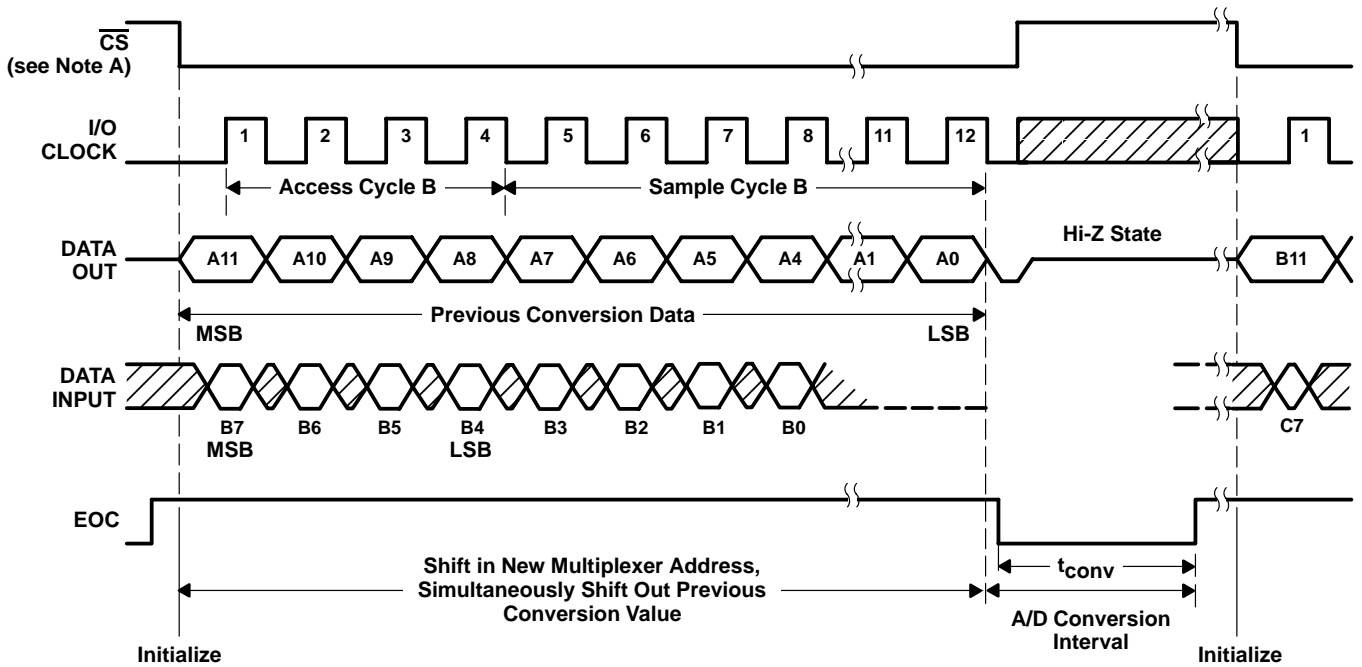 CS
(see Note A)
I/O
CLOCK
1 2 3 4 5 6 7 8 11 12 1
Access Cycle B Sample Cycle B
DATA
OUT
A11 A10 A9 A8 A7 A6 A5 A4 A1 A0 Hi-Z State B11
Previous Conversion Data
MSB LSB
DATA
INPUT
B7 B6 B5 B4 B3 B2 B1 B0 C7
MSB LSB
EOC
Shift in New Multiplexer Address,
Simultaneously Shift Out Previous
Conversion Value
tconv
A/D Conversion
Interval
Initialize Initialize